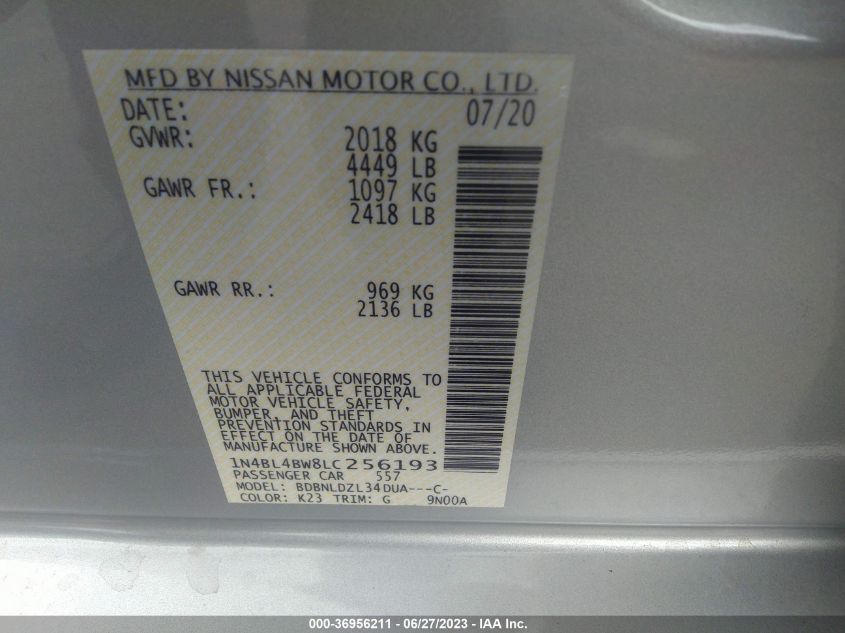 MFD BY NISSAN MOTOR CO., LTD.
DATE: 07/20
GVWR: 2018 KG
4449 LB
GAWR FR.: 1097 KG
2418 LB
GAWR RR.: 969 KG
2136 LB
THIS VEHICLE CONFORMS TO
ALL APPLICABLE FEDERAL
MOTOR VEHICLE SAFETY,
BUMPER, AND THEFT
PREVENTION STANDARDS IN
EFFECT ON THE DATE OF
MANUFACTURE SHOWN ABOVE.
1N4BL4BW8LC256193
PASSENGER CAR 557
MODEL: BDBNLDZL34DUA---C-
COLOR: K23 TRIM: G 9N00A
000-36956211 - 06/27/2023 - IAA Inc.